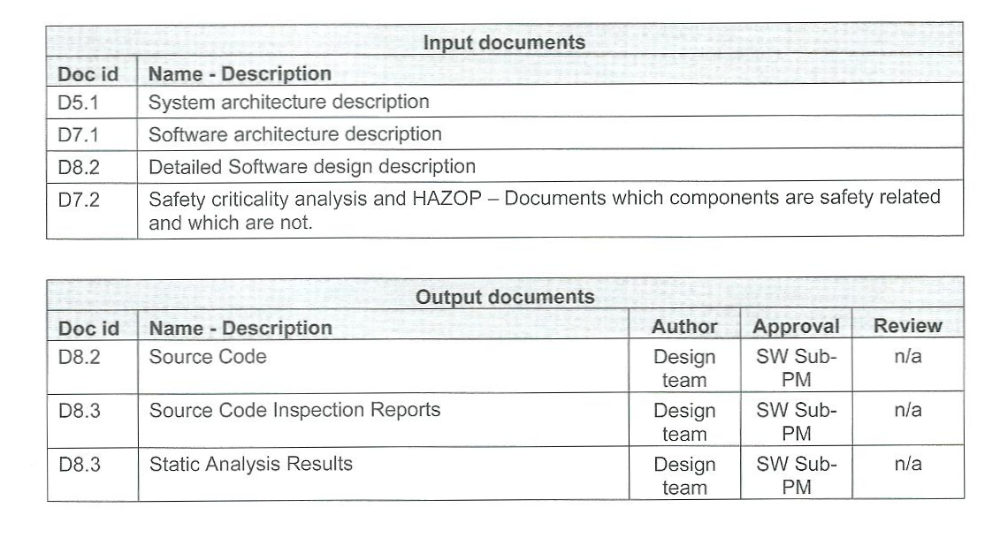 Input documents
Doc id Name - Description
D5.1 System architecture description
D7.1 Software architecture description
D8.2 Detailed Software design description
D7.2 Safety criticality analysis and HAZOP – Documents which components are safety related
and which are not.
Output documents
Doc id Name - Description Author Approval Review
D8.2 Source Code Design SW Sub- n/a
team PM
D8.3 Source Code Inspection Reports Design SW Sub- n/a
team PM
D8.3 Static Analysis Results Design SW Sub- n/a
team PM